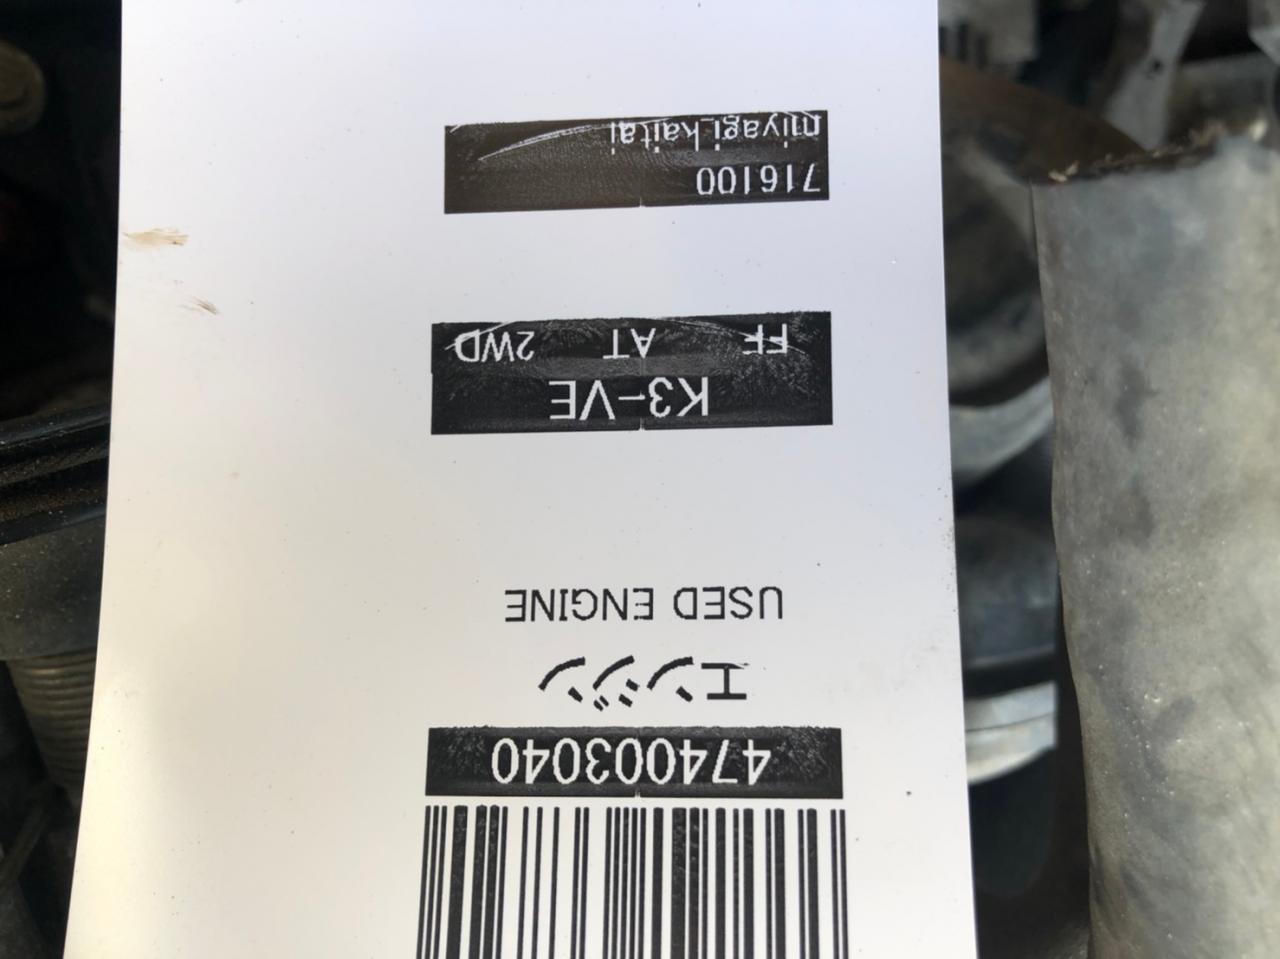 474003040
エンジン
USED ENGINE
K3-VE
FF AT 2WD
716100
miyagi_kaitai